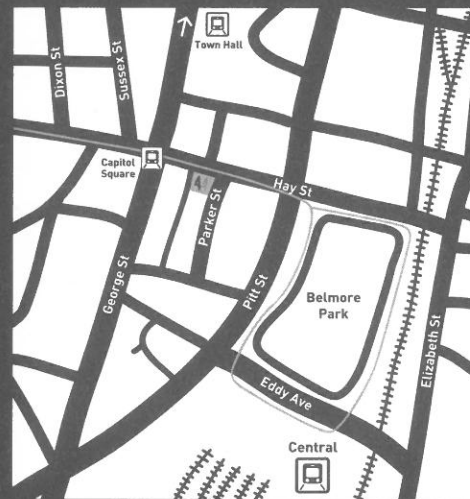 Town Hall
Dixon St
Sussex St
Capitol
Square
Hay St
4
Parker St
George St
Pitt St
Belmore
Park
Elizabeth St
Eddy Ave
Central